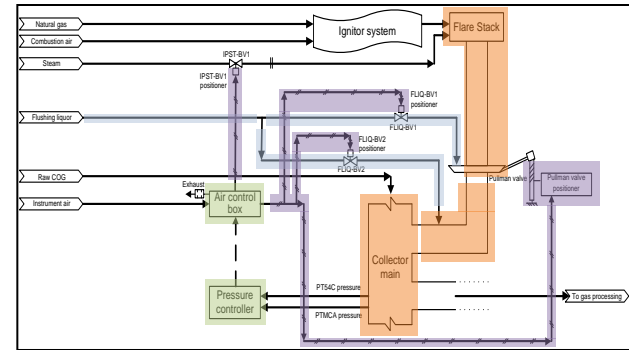 Natural gas
Combustion air
Ignitor system
Flare Stack
IPST-BV1
Steam
IPST-BV1
positioner
FLIQ-BV1
positioner
Flushing liquor
FLIQ-BV1
FLIQ-BV2
positioner
FLIQ-BV2
Pullman valve
Raw COG
Pullman valve
positioner
Exhaust
Air control
box
Instrument air
Collector
main
PT54C pressure
Pressure
controller
To gas processing
PTMCA pressure